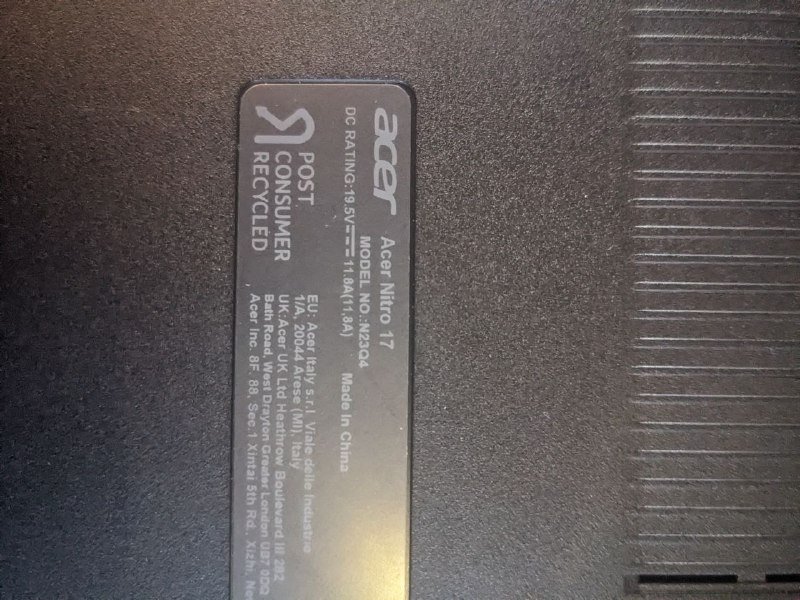 acer
Acer Nitro 17
MODEL NO.:N23Q4
DC RATING:19.5V 11.8A(11,8A) Made In China
POST
CONSUMER
RECYCLED
EU: Acer Italy s.r.l. Viale delle Industrie
1/A, 20044 Arese (MI), Italy
UK:Acer UK Ltd Heathrow Boulevard III 282
Bath Road, West Drayton Greater London UB7 0DQ
Acer Inc. 8F, 88, Sec.1 Xintai 5th Rd., Xizhi,